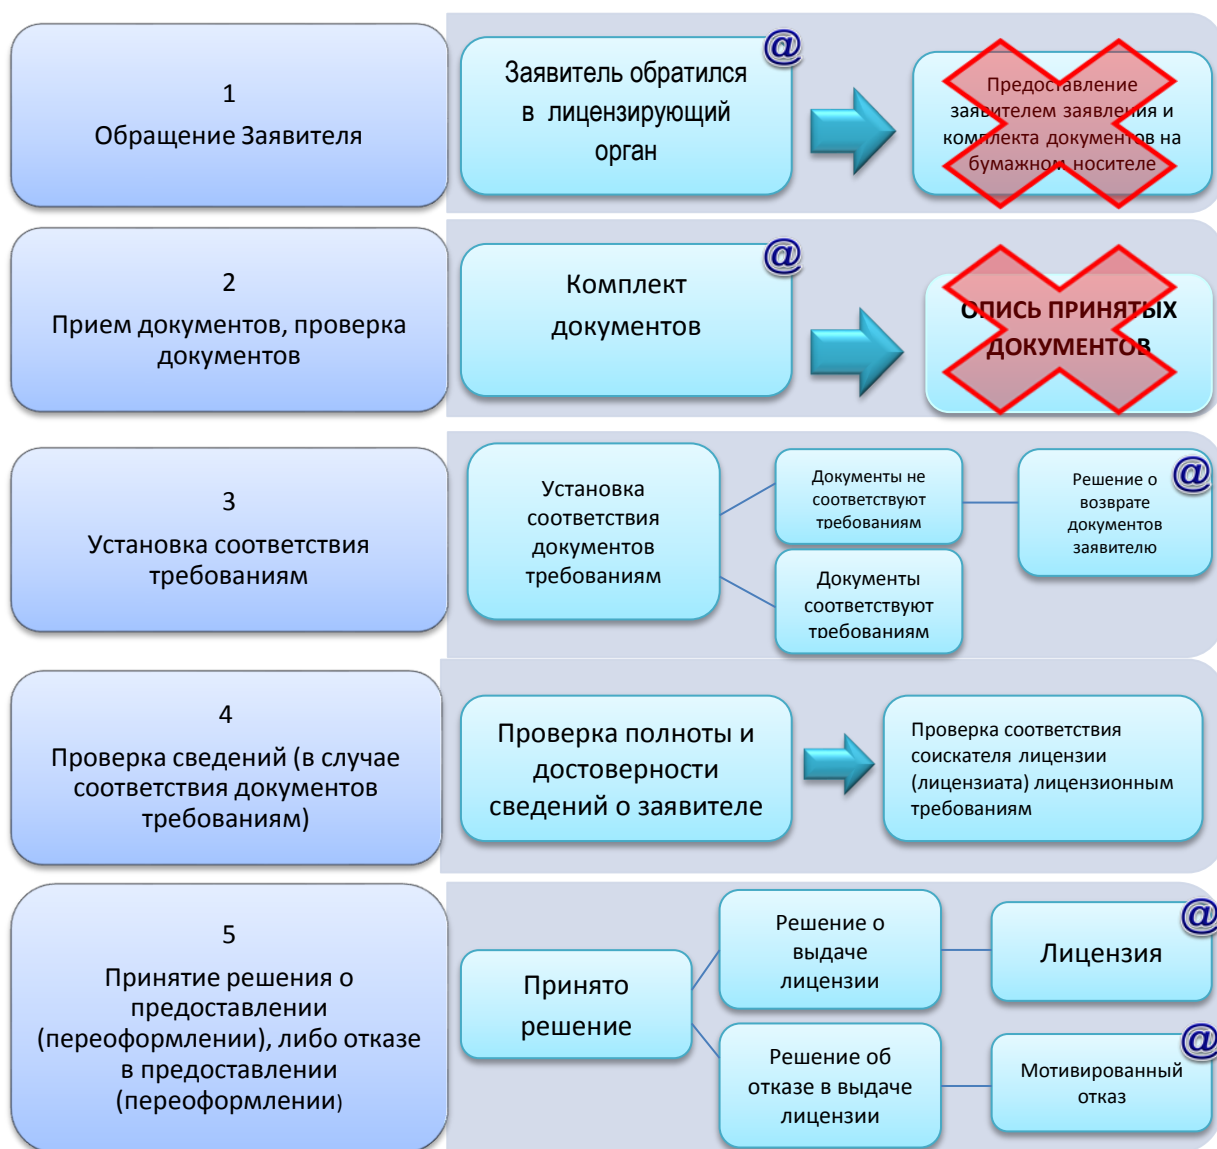 1
Обращение Заявителя
@
Заявитель обратился
в лицензирующий
орган
Предоставление
заявителем заявления и
комплекта документов на
бумажном носителе
2
Прием документов, проверка
документов
@
Комплект
документов
ОПИСЬ ПРИНЯТЫХ
ДОКУМЕНТОВ
3
Установка соответствия
требованиям
Установка
соответствия
документов
требованиям
Документы не
соответствуют
требованиям
@
Решение о
возврате
документов
заявителю
Документы
соответствуют
требованиям
4
Проверка сведений (в случае
соответствия документов
требованиям)
Проверка полноты и
достоверности
сведений о заявителе
Проверка соответствия
соискателя лицензии
(лицензиата) лицензионным
требованиям
5
Принятие решения о
предоставлении
(переоформлении), либо отказе
в предоставлении
(переоформлении)
Принято
решение
Решение о
выдаче
лицензии
@
Лицензия
Решение об
отказе в выдаче
лицензии
@
Мотивированный
отказ